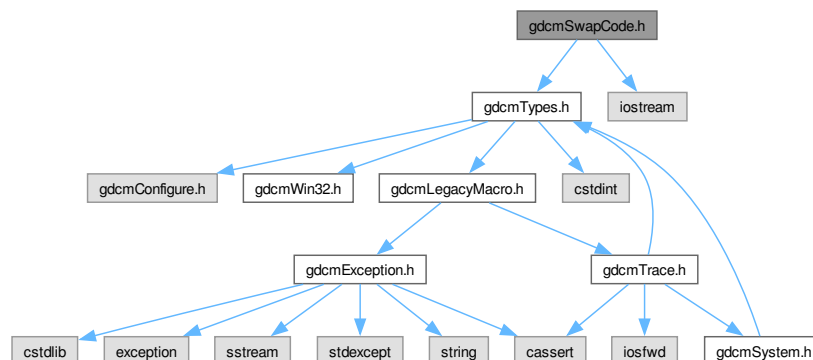 gdcmSwapCode.h
gdcmTypes.h
iostream
gdcmConfigure.h
gdcmWin32.h
gdcmLegacyMacro.h
cstdint
gdcmException.h
gdcmTrace.h
cstdlib
exception
sstream
stdexcept
string
cassert
iosfwd
gdcmSystem.h